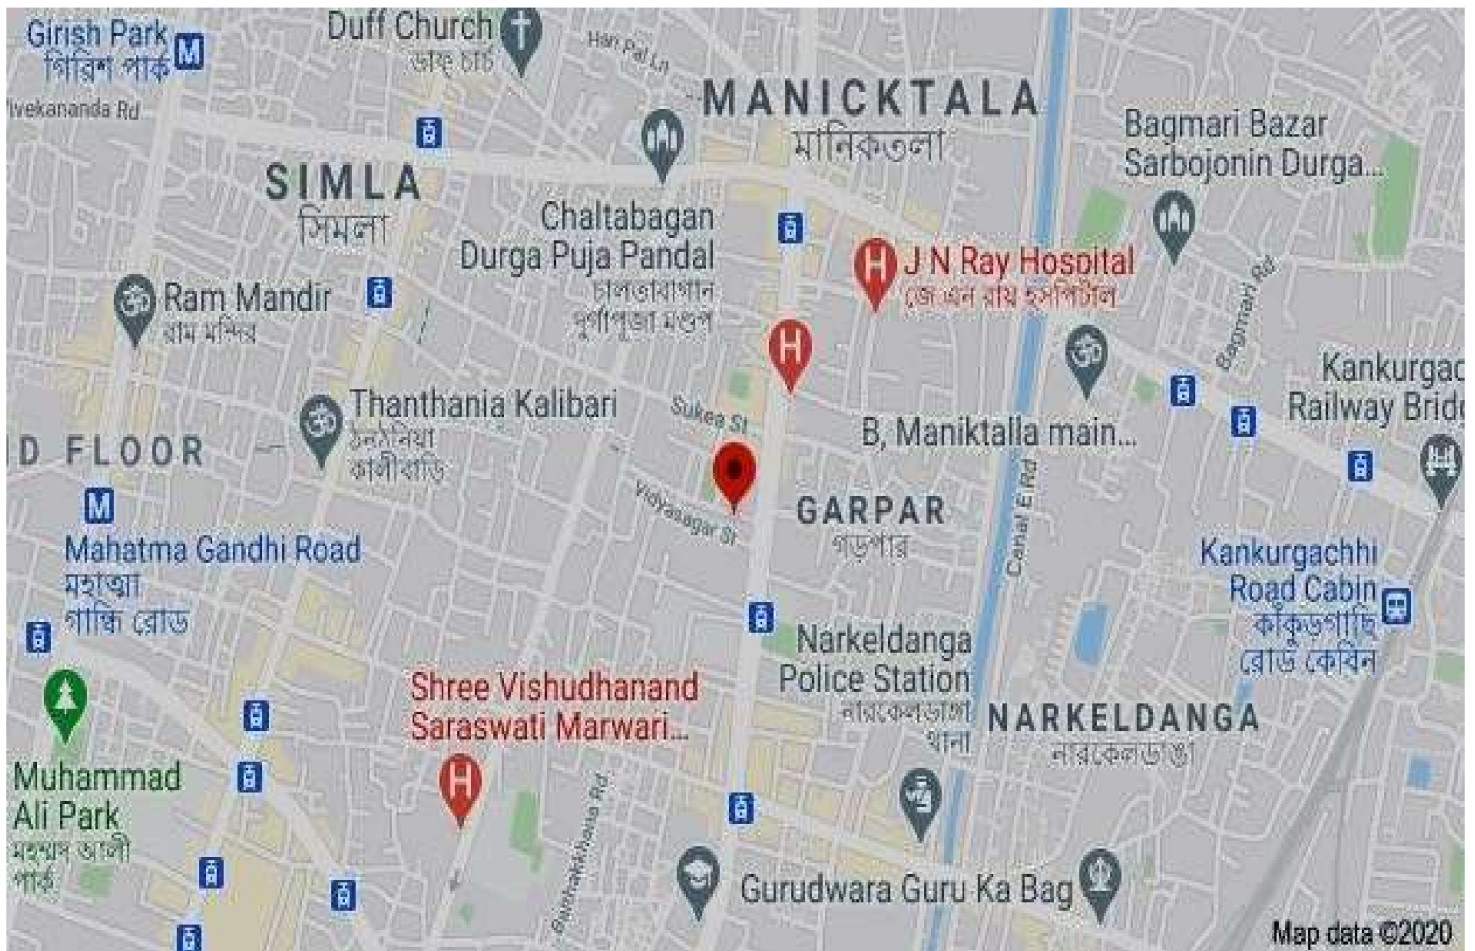 Girish Park
গিরিশ পার্ক
Duff Church
ডাফ্ চার্চ
Hari Pal Ln
Vivekananda Rd
MANICKTALA
মানিকতলা
Bagmari Bazar
Sarbojonin Durga...
SIMLA
সিমলা
Chaltabagan
Durga Puja Pandal
চালতাবাগান
দুর্গাপুজা মণ্ডপ
J N Ray Hospital
জে এন রায় হসপিটাল
Ram Mandir
রাম মন্দির
Bagmari Rd
Kankurgac
Railway Bridg
Thanthania Kalibari
ঠনঠনিয়া
কালীবাড়ি
Sukea St
B, Maniktalla main...
D FLOOR
Vidyasagar St
GARPAR
গড়পার
Canal E Rd
Mahatma Gandhi Road
মহাত্মা
গান্ধি রোড
Kankurgachhi
Road Cabin
কাঁকুড়গাছি
রোড কেবিন
Narkeldanga
Police Station
নারকেলডাঙ্গা
থানা
Shree Vishudhanand
Saraswati Marwari...
NARKELDANGA
নারকেলডাঙা
Muhammad
Ali Park
মহম্মদ আলী
পার্ক
Baithakkhana Rd
Gurudwara Guru Ka Bag
Map data ©2020